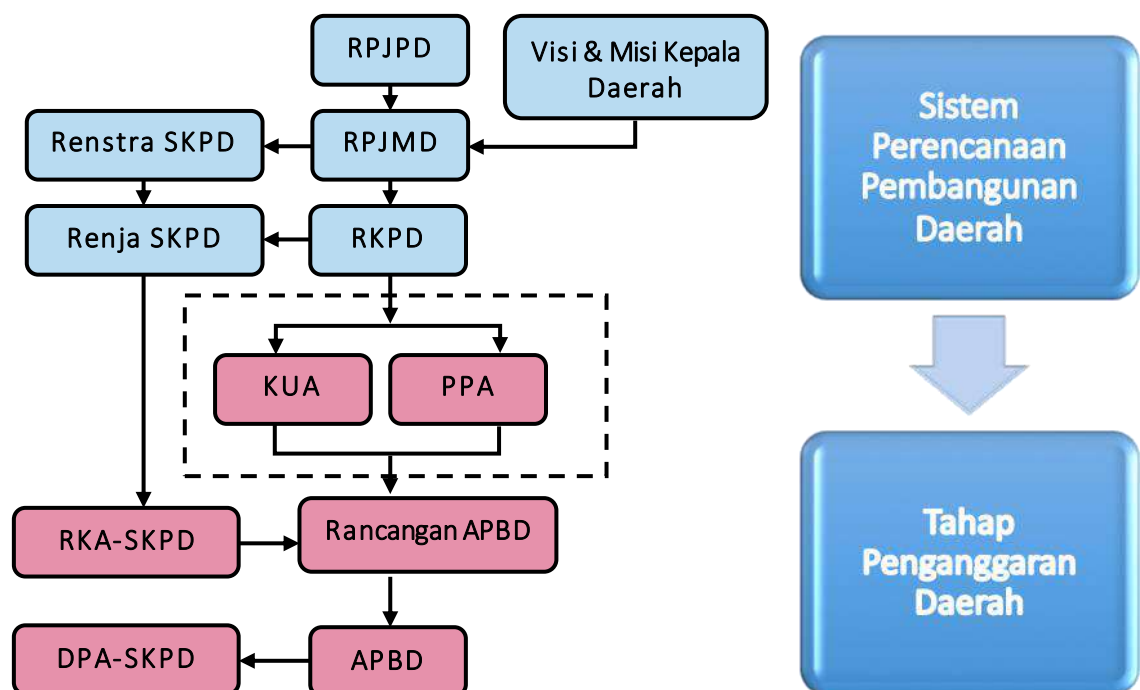 RPJPD
Visi & Misi Kepala
Daerah
Renstra SKPD
RPJMD
Renja SKPD
RKPD
KUA
PPA
RKA-SKPD
Rancangan APBD
DPA-SKPD
APBD
Sistem
Perencanaan
Pembangunan
Daerah
Tahap
Penganggaran
Daerah